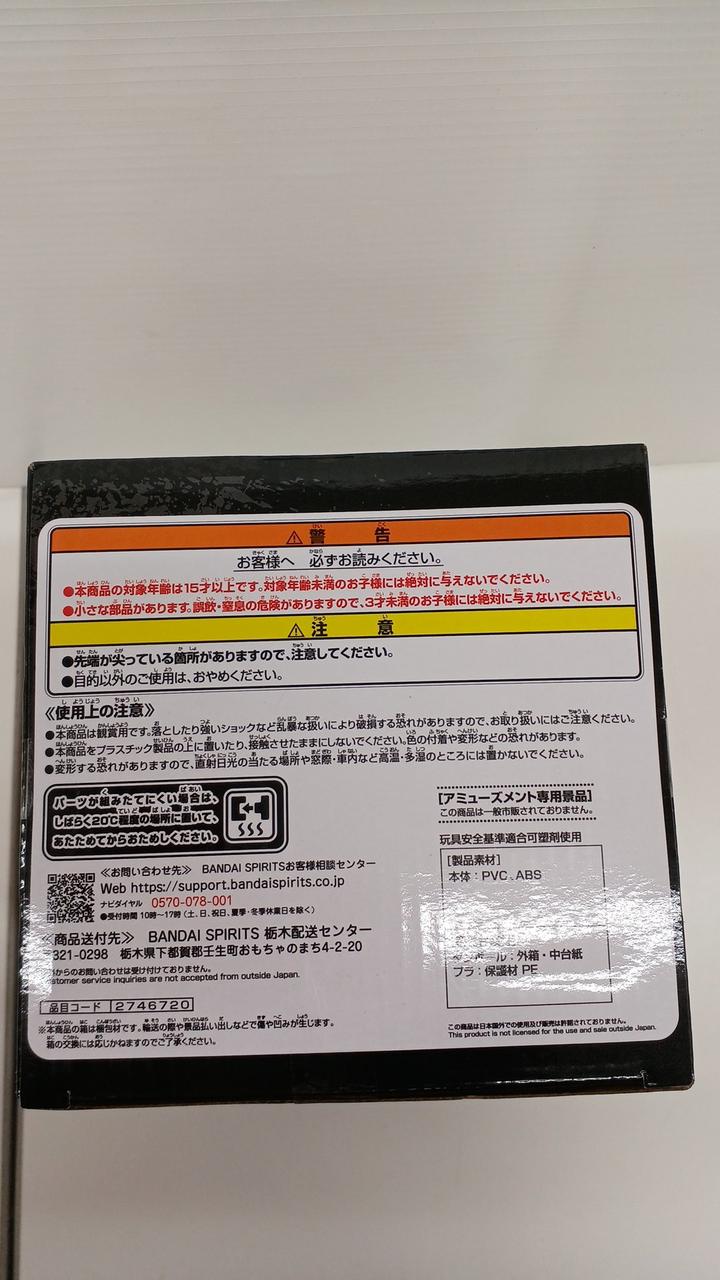 ⚠ 警 告
お客様へ 必ずお読みください。
●本商品の対象年齢は15才以上です。対象年齢未満のお子様には絶対に与えないでください。
●小さな部品があります。誤飲・窒息の危険がありますので、3才未満のお子様には絶対に与えないでください。
⚠ 注 意
●先端が尖っている箇所がありますので、注意してください。
●目的以外のご使用は、おやめください。
《使用上の注意》
●本商品は観賞用です。落としたり強いショックなど乱暴な扱いにより破損する恐れがありますので、お取り扱いにはご注意ください。
●本商品をプラスチック製品の上に置いたり、接触させたままにしないでください。色の付着や変形などの恐れがあります。
●変形する恐れがありますので、直射日光の当たる場所や窓際・車内など高温・多湿のところには置かないでください。
パーツが組みたてにくい場合は、
しばらく20℃程度の場所に置いて、
あたためてからおためしください。
[アミューズメント専用景品]
この商品は一般市販されておりません。
玩具安全基準適合可塑剤使用
[製品素材]
本体：PVC、ABS
ボール：外箱・中台紙
プラ：保護材 PE
≪お問い合わせ先≫ BANDAI SPIRITSお客様相談センター
Web https://support.bandaispirits.co.jp
ナビダイヤル 0570-078-001
●受付時間 10時～17時（土、日、祝日、夏季・冬季休業日を除く）
≪商品送付先≫ BANDAI SPIRITS 栃木配送センター
321-0298 栃木県下都賀郡壬生町おもちゃのまち4-2-20
からのお問い合わせは受け付けておりません。
stomer service inquiries are not accepted from outside Japan.
品目コード 2746720
※本商品の箱は梱包材です。輸送の際や景品払い出しなどで傷や凹みが生じます。
箱の交換には応じかねますのでご了承ください。
この商品は日本国外での使用及び販売は許諾されておりません。
This product is not licensed for the use and sale outside Japan.